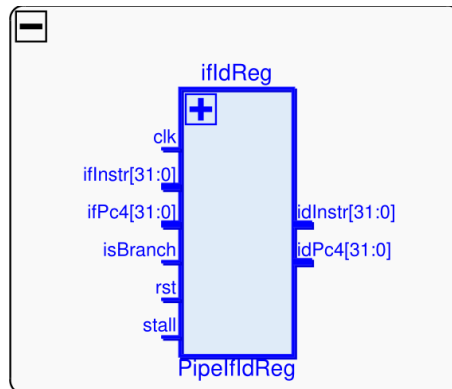 ifIdReg
clk
ifInstr[31:0]
ifPc4[31:0]
isBranch
rst
stall
idInstr[31:0]
idPc4[31:0]
PipeIfIdReg